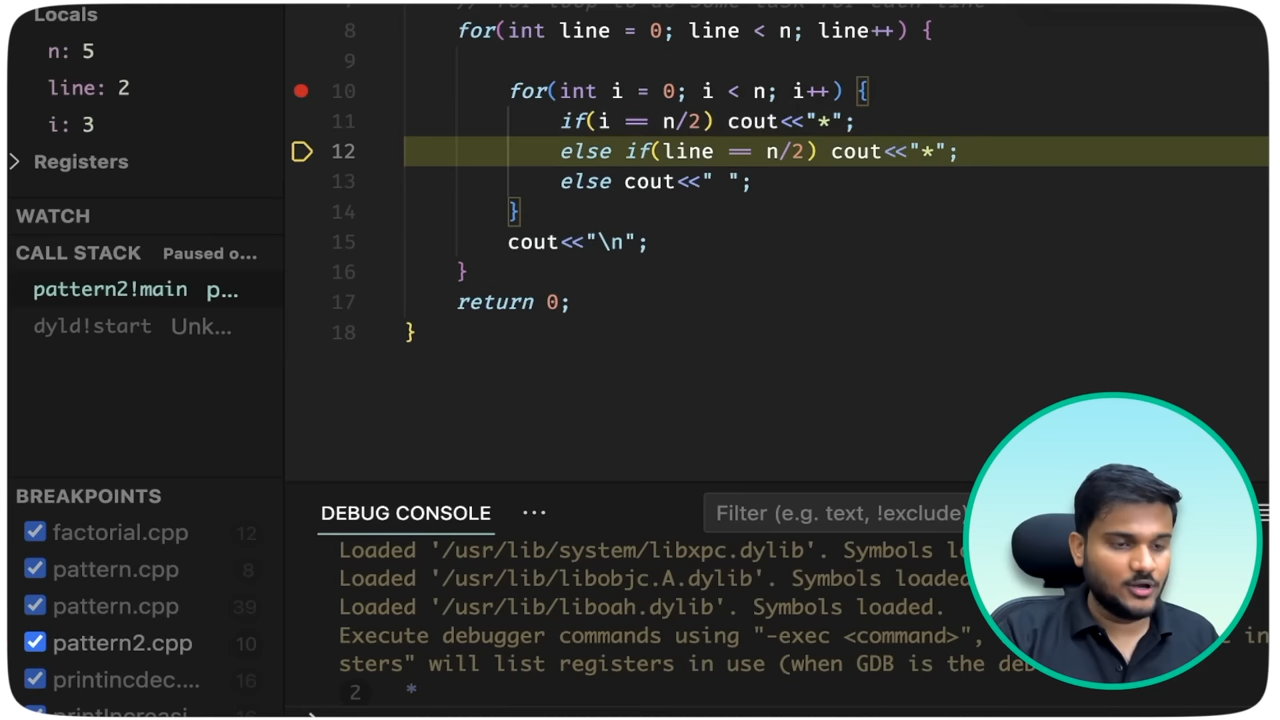 Locals
n: 5
line: 2
i: 3
Registers
WATCH
CALL STACK Paused o...
pattern2!main p...
dyld!start Unk...
BREAKPOINTS
factorial.cpp 12
pattern.cpp 8
pattern.cpp 39
pattern2.cpp 10
printincdec.... 16
8 for(int line = 0; line < n; line++) {
9
10 for(int i = 0; i < n; i++) {
11 if(i == n/2) cout<<"*";
12 else if(line == n/2) cout<<"*";
13 else cout<<" ";
14 }
15 cout<<"\n";
16 }
17 return 0;
18 }
DEBUG CONSOLE ...
Filter (e.g. text, !exclude)
Loaded '/usr/lib/system/libxpc.dylib'. Symbols lo
Loaded '/usr/lib/libobjc.A.dylib'. Symbols loaded
Loaded '/usr/lib/liboah.dylib'. Symbols loaded.
Execute debugger commands using "-exec <command>", in
sters" will list registers in use (when GDB is the deb
2 *